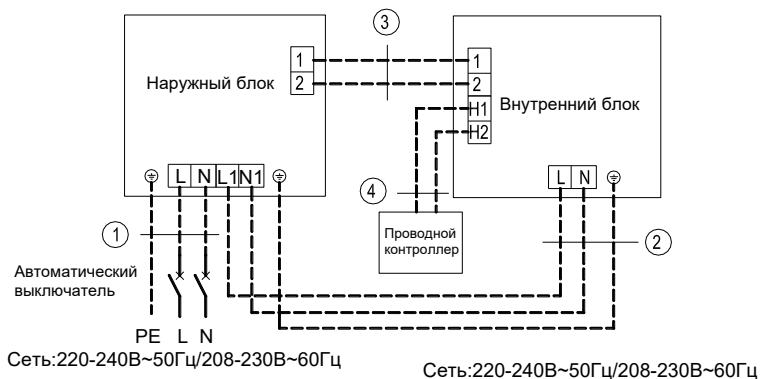 3
1
2
Наружный блок
1
2
H1
H2
Внутренний блок
L N L1 N1
L N
4
Проводной
контроллер
1
2
Автоматический
выключатель
PE L N
Сеть:220-240В~50Гц/208-230В~60Гц
Сеть:220-240В~50Гц/208-230В~60Гц